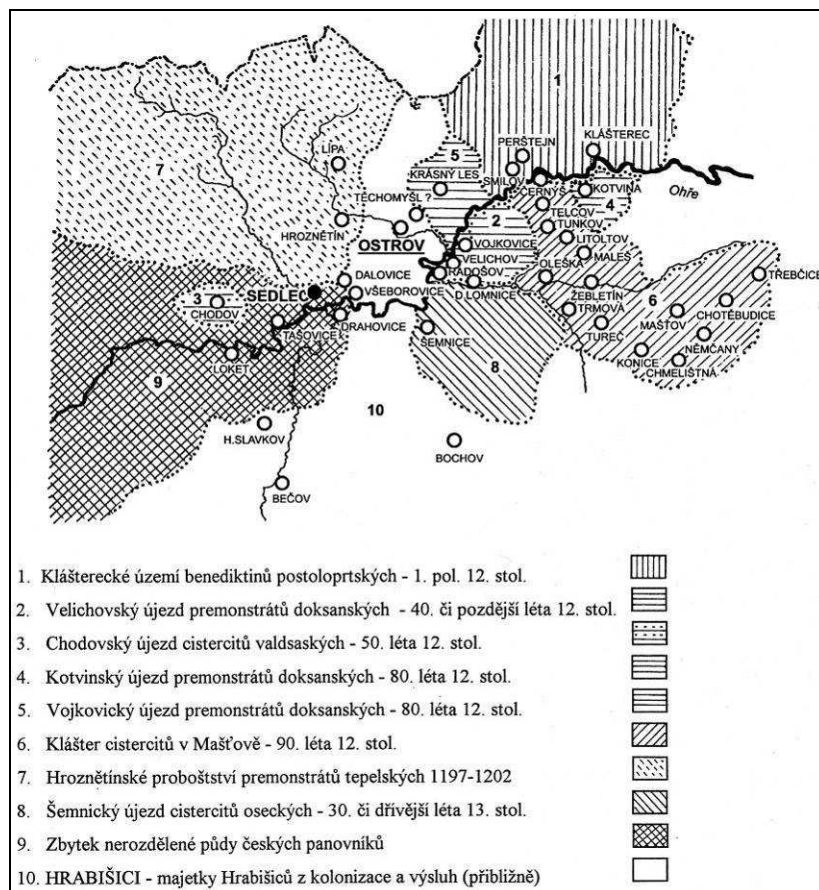 1
PERŠTEJN
KLÁŠTEREC
5
LÍPA
KRÁSNÝ LES
SMILOV
ČERNÝŠ
KOTVINA
Ohře
7
TĚCHOMYŠL ?
2
TELCOV
4
TUNKOV
HROZNĚTÍN
OSTROV
VOJKOVICE
LITOLTOV
VELICHOV
MALEŠ
DALOVICE
RADOŠOV
OLEŠKA
TŘEBČICE
3
SEDLEC
VŠEBOROVICE
D.LOMNICE
ŽEBLETÍN
6
CHOTĚBUDICE
CHODOV
TRMOVÁ
MAŠŤOV
TAŠOVICE
DRAHOVICE
ŠEMNICE
TUREC
NĚMČANY
LOKET
8
KONICE
CHMELIŠTNÁ
9
10
H.SLAVKOV
BOCHOV
BEČOV
1. Klášterecké území benediktinů postoloprtských - 1. pol. 12. stol.
2. Velichovský újezd premonstrátů doksanských - 40. či pozdější léta 12. stol.
3. Chodovský újezd cistercitů valdsaských - 50. léta 12. stol.
4. Kotvinský újezd premonstrátů doksanských - 80. léta 12. stol.
5. Vojkovický újezd premonstrátů doksanských - 80. léta 12. stol.
6. Klášter cistercitů v Mašťově - 90. léta 12. stol.
7. Hroznětínské proboštství premonstrátů tepelských 1197-1202
8. Šemnický újezd cistercitů oseckých - 30. či dřívější léta 13. stol.
9. Zbytek nerozdělené půdy českých panovníků
10. HRABIŠICI - majetky Hrabišiců z kolonizace a výsluh (přibližně)